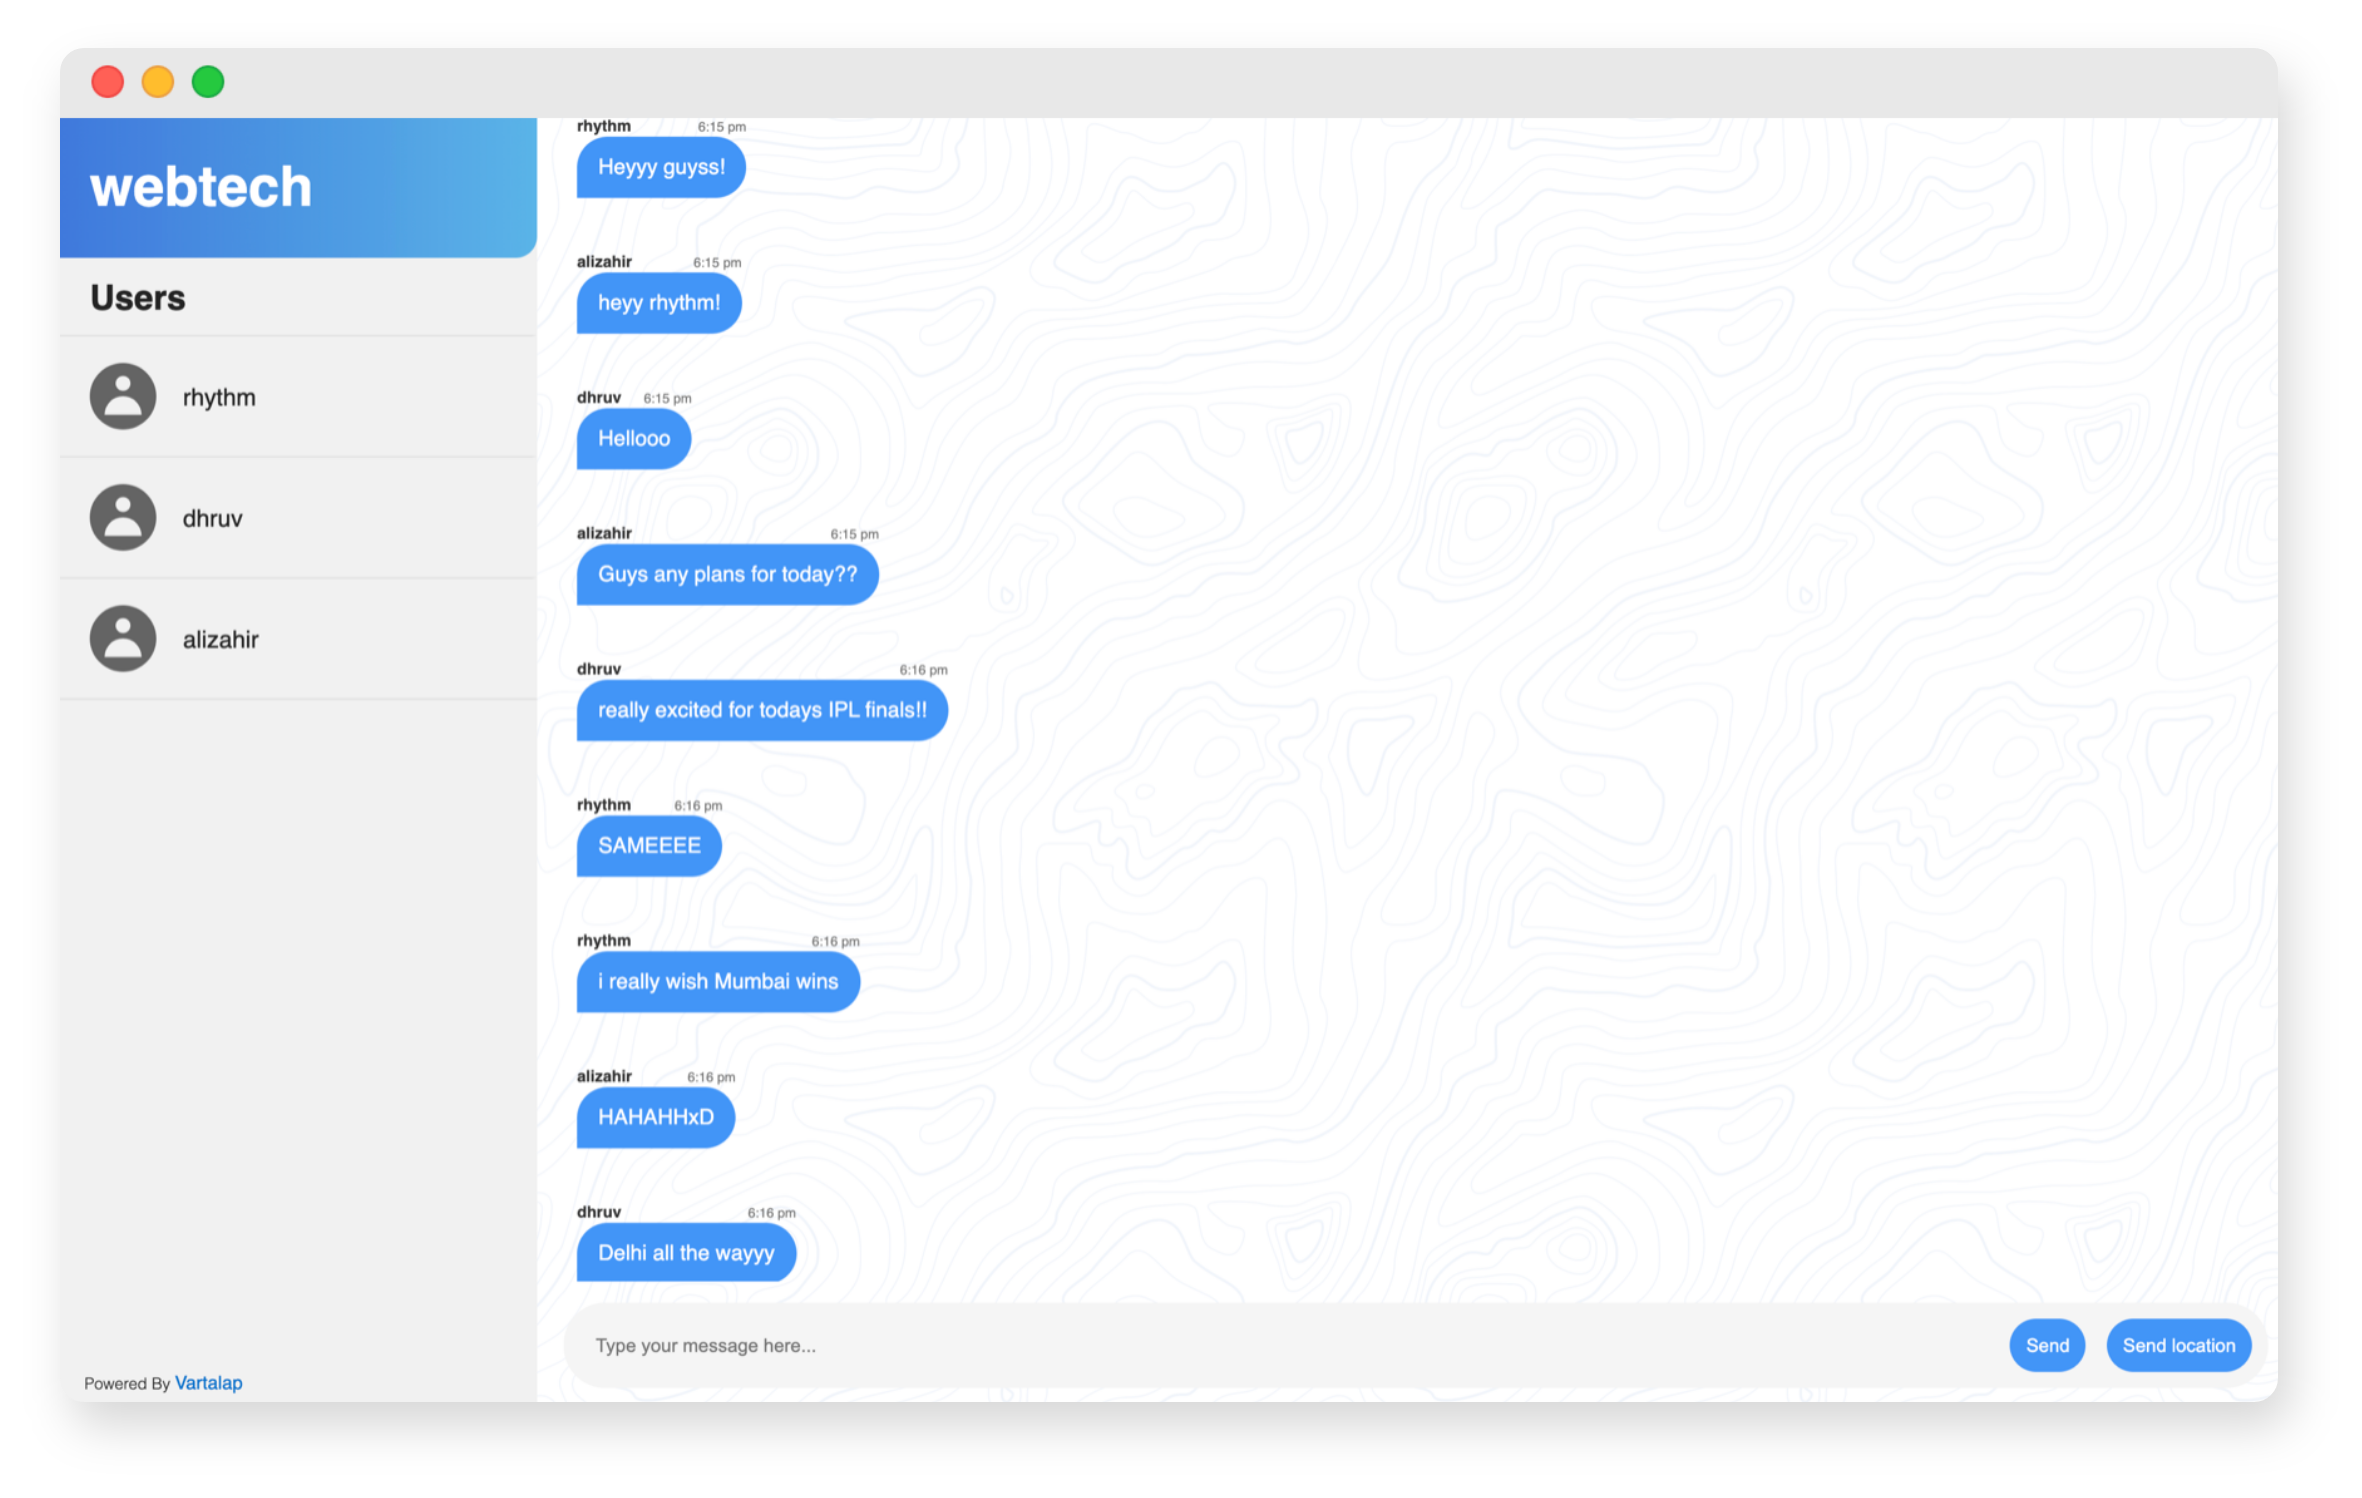 webtech
Users
rhythm
dhruv
alizahir
Powered By Vartalap
rhythm 6:15 pm
Heyyy guyss!
alizahir 6:15 pm
heyy rhythm!
dhruv 6:15 pm
Hellooo
alizahir 6:15 pm
Guys any plans for today??
dhruv 6:16 pm
really excited for todays IPL finals!!
rhythm 6:16 pm
SAMEEEE
rhythm 6:16 pm
i really wish Mumbai wins
alizahir 6:16 pm
HAHAHHxD
dhruv 6:16 pm
Delhi all the wayyy
Type your message here... Send Send location